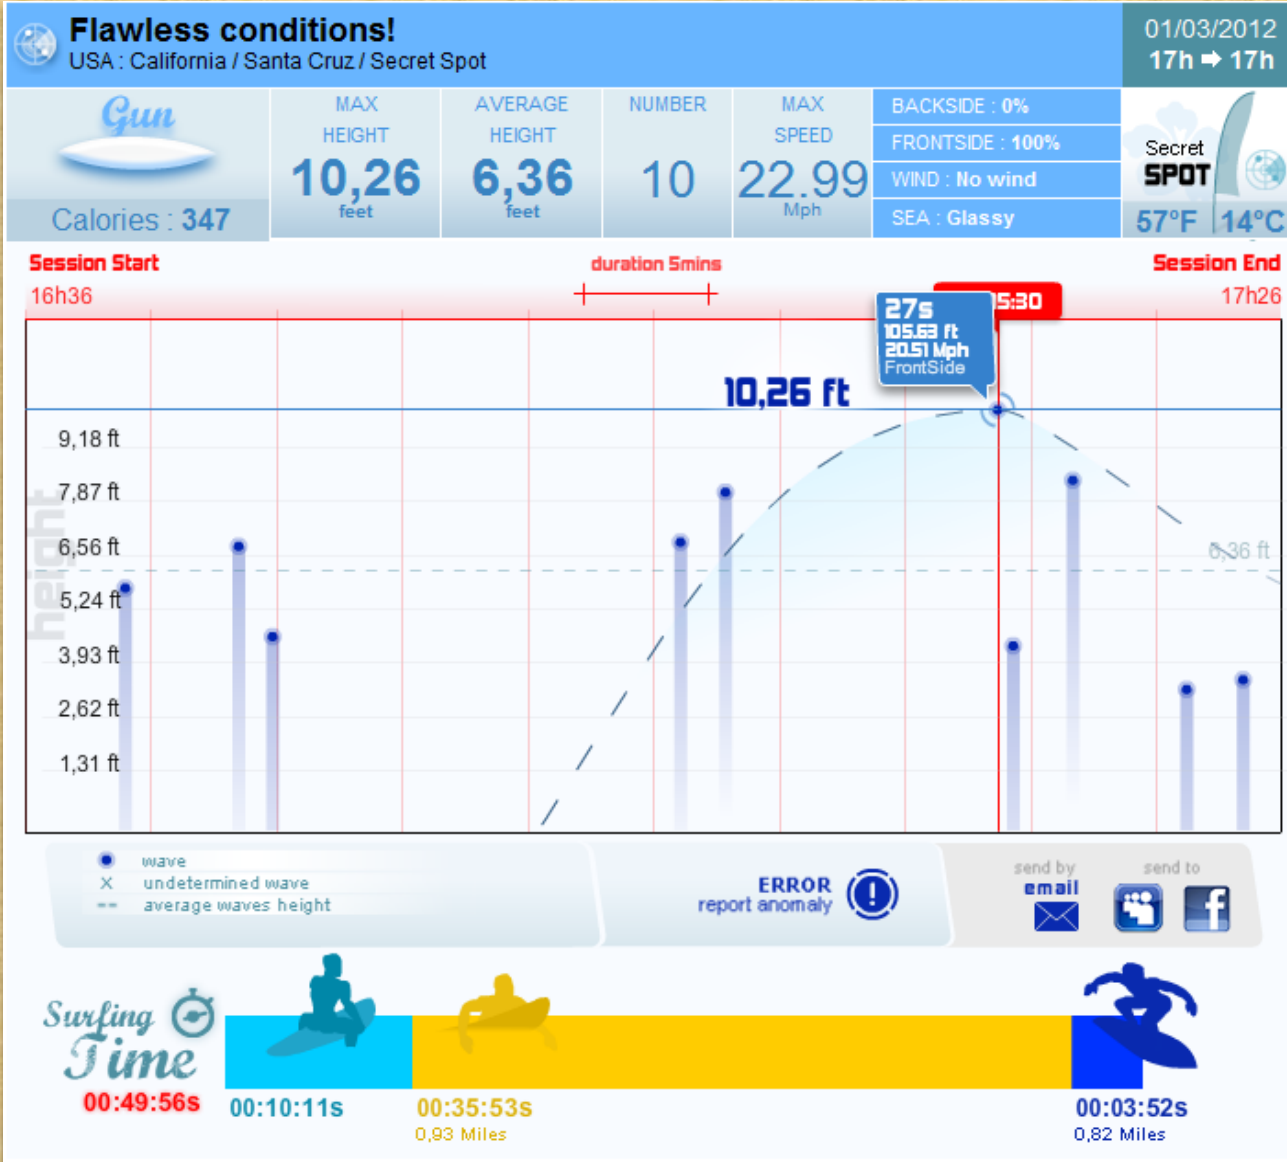 Flawless conditions!
USA : California / Santa Cruz / Secret Spot
01/03/2012
17h ➡ 17h
Gun
Calories : 347
MAX
HEIGHT
10,26
feet
AVERAGE
HEIGHT
6,36
feet
NUMBER
10
MAX
SPEED
22.99
Mph
BACKSIDE : 0%
FRONTSIDE : 100%
WIND : No wind
SEA : Glassy
Secret
SPOT
57°F 14°C
Session Start
duration 5mins
Session End
16h36
17h26
5:30
27s
105.63 ft
20.51 Mph
FrontSide
10,26 ft
9,18 ft
7,87 ft
6,56 ft
6,36 ft
5,24 ft
3,93 ft
2,62 ft
1,31 ft
height
wave
x undetermined wave
-- average waves height
ERROR
report anomaly
send by
email
send to
f
Surfing
Time
00:49:56s
00:10:11s
00:35:53s
0,93 Miles
00:03:52s
0,82 Miles